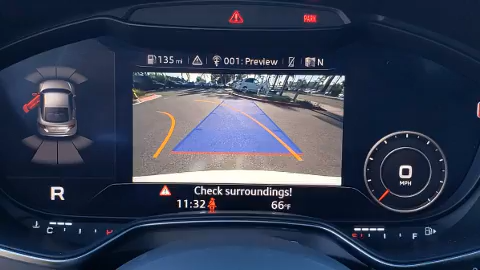 PARK
135 mi 001: Preview N
0
MPH
R
Check surroundings!
11:32 66°F
C H E F